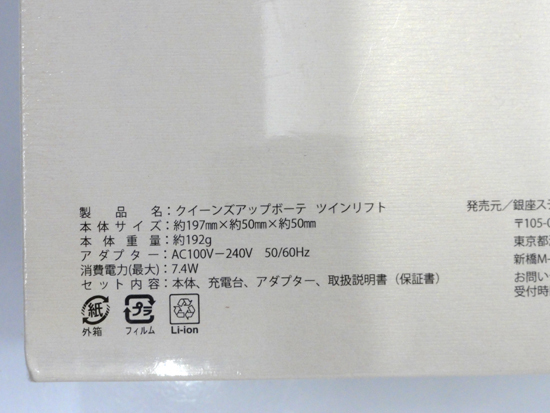 製品名：クイーンズアップボーテ ツインリフト
本体サイズ：約197mm×約50mm×約50mm
本体重量：約192g
アダプター：AC100V－240V 50/60Hz
消費電力(最大)：7.4W
セット内容：本体、充電台、アダプター、取扱説明書（保証書）
紙
外箱
プラ
フィルム
Li-ion
発売元／銀座ス
〒105-0
東京都
新橋M-
お問い
受付時